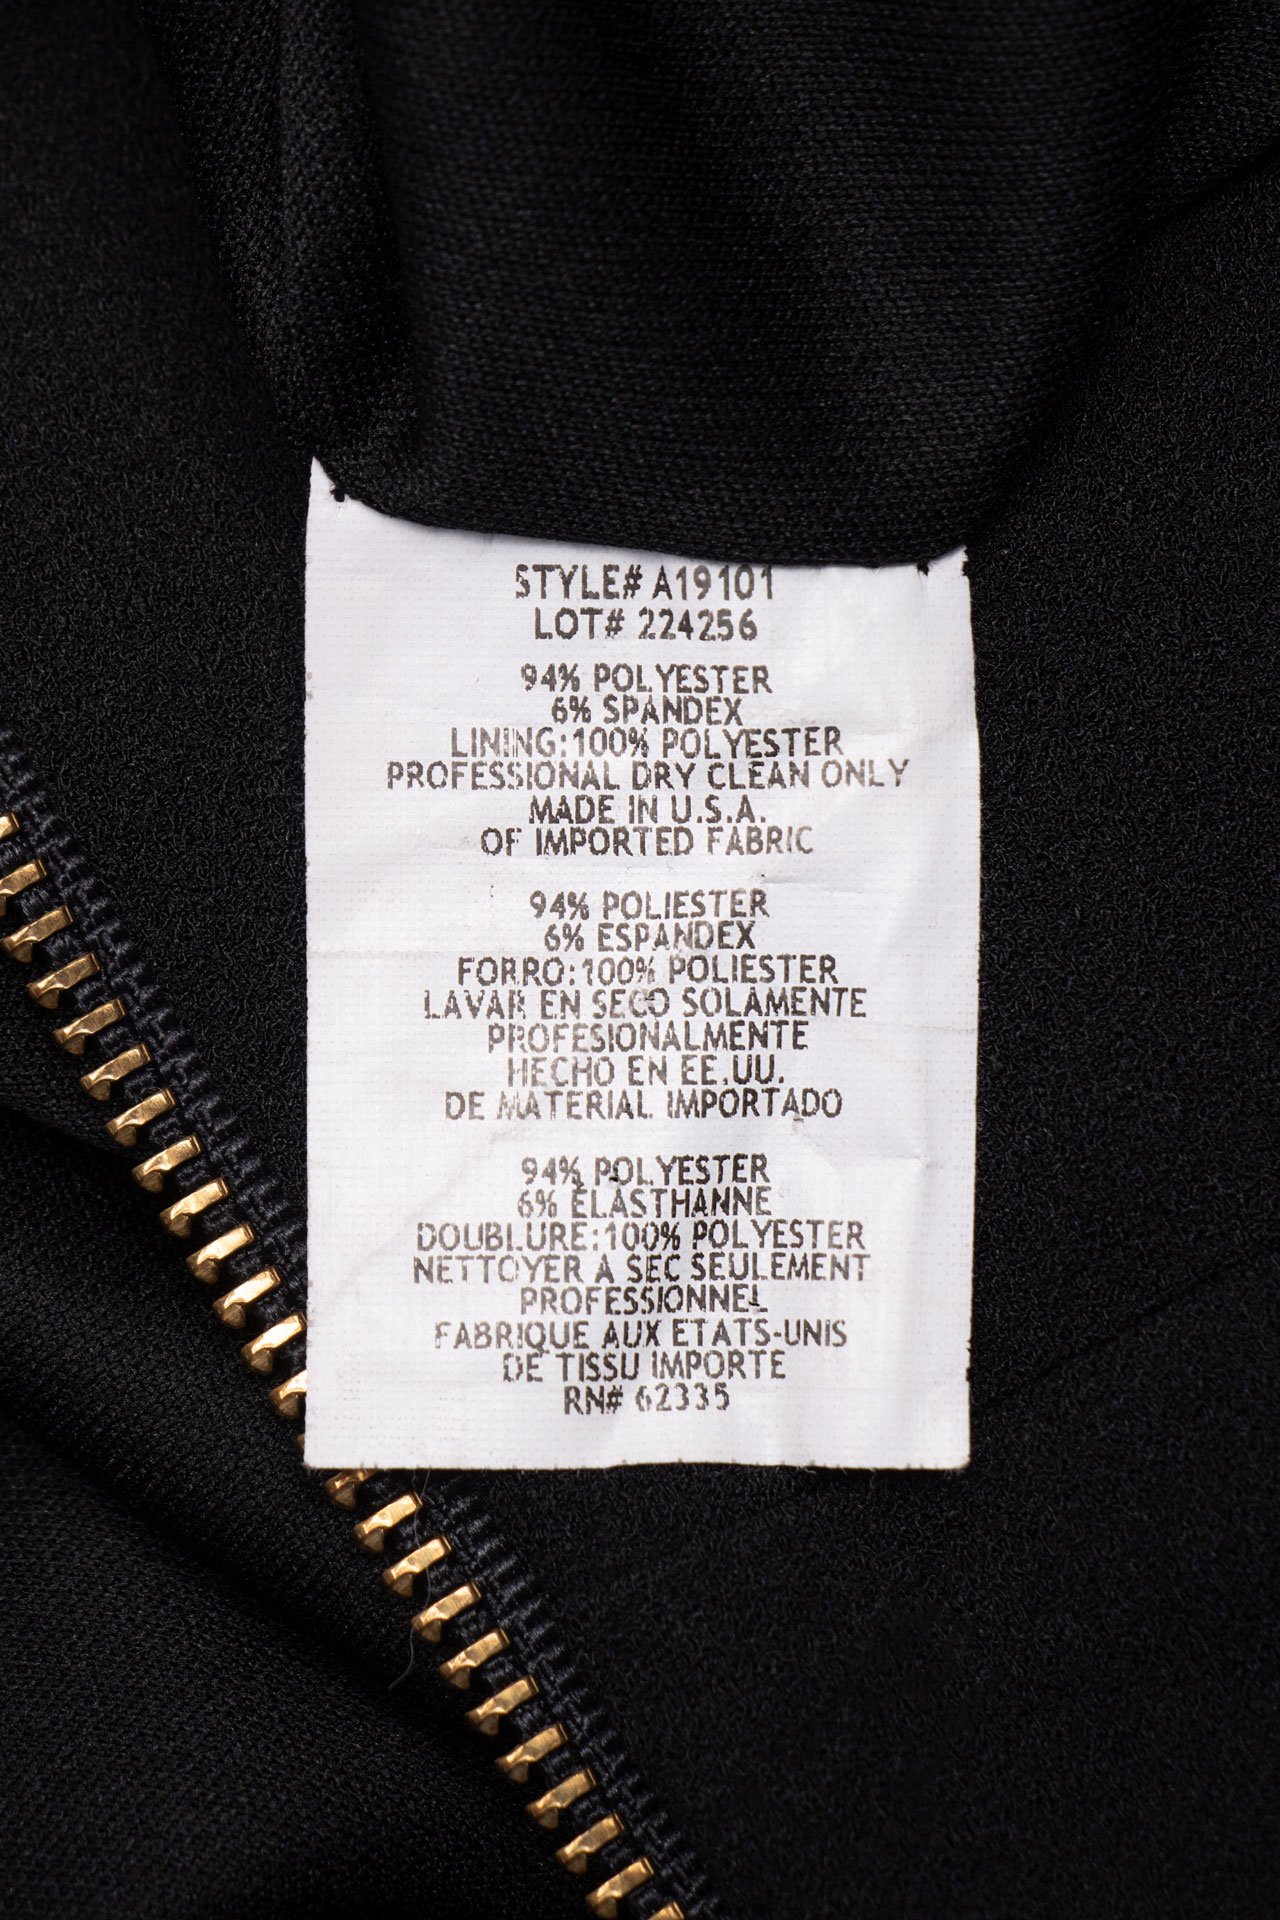 STYLE# A19101
LOT# 224256
94% POLYESTER
6% SPANDEX
LINING:100% POLYESTER
PROFESSIONAL DRY CLEAN ONLY
MADE IN U.S.A.
OF IMPORTED FABRIC
94% POLIESTER
6% ESPANDEX
FORRO:100% POLIESTER
LAVAR EN SECO SOLAMENTE
PROFESIONALMENTE
HECHO EN EE.UU.
DE MATERIAL IMPORTADO
94% POLYESTER
6% ÉLASTHANNE
DOUBLURE:100% POLYESTER
NETTOYER A SEC SEULEMENT
PROFESSIONNEL
FABRIQUE AUX ETATS-UNIS
DE TISSU IMPORTE
RN# 62335